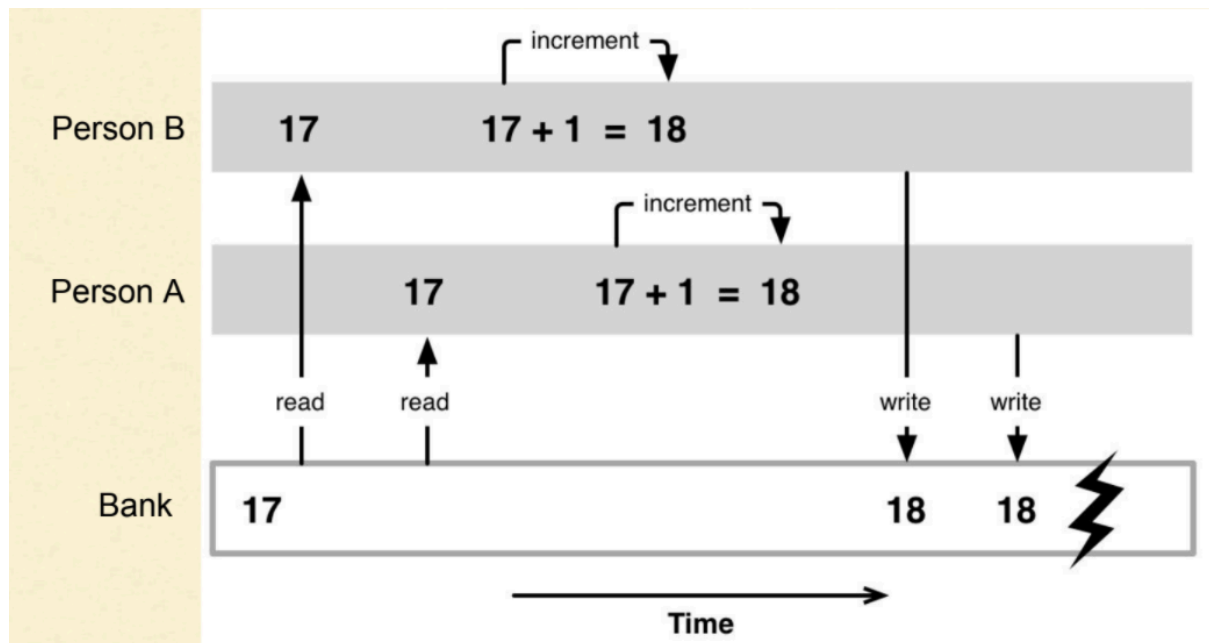 increment
Person B
17
17 + 1 = 18
increment
Person A
17
17 + 1 = 18
read
read
write
write
Bank
17
18
18
Time